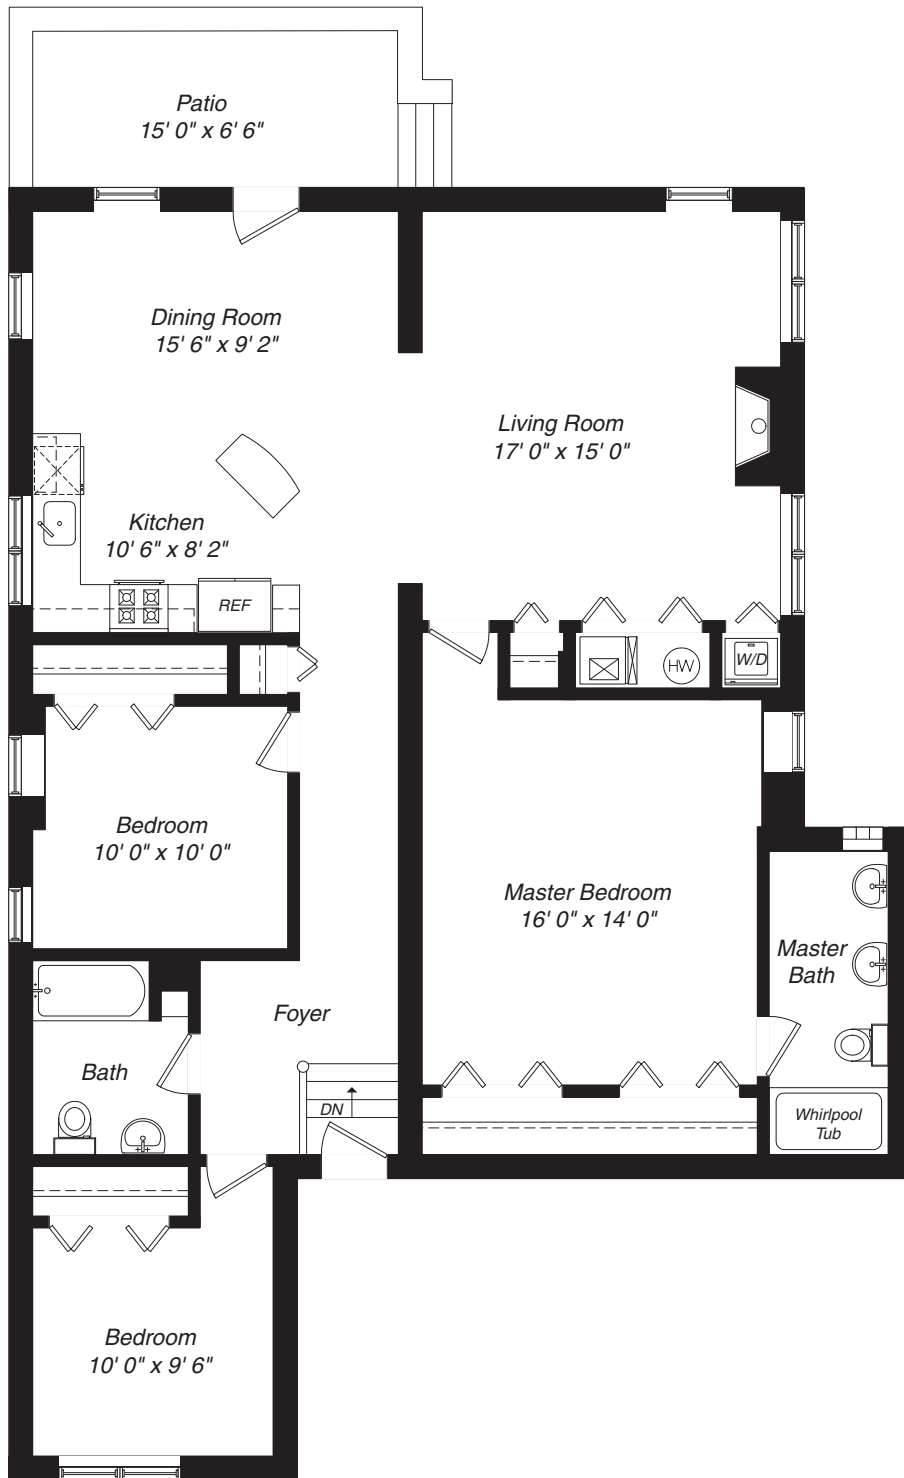 Patio
15' 0" x 6' 6"
Dining Room
15' 6" x 9' 2"
Living Room
17' 0" x 15' 0"
Kitchen
10' 6" x 8' 2"
REF
HW
W/D
Bedroom
10' 0" x 10' 0"
Master Bedroom
16' 0" x 14' 0"
Master
Bath
Foyer
Bath
DN
Whirlpool
Tub
Bedroom
10' 0" x 9' 6"